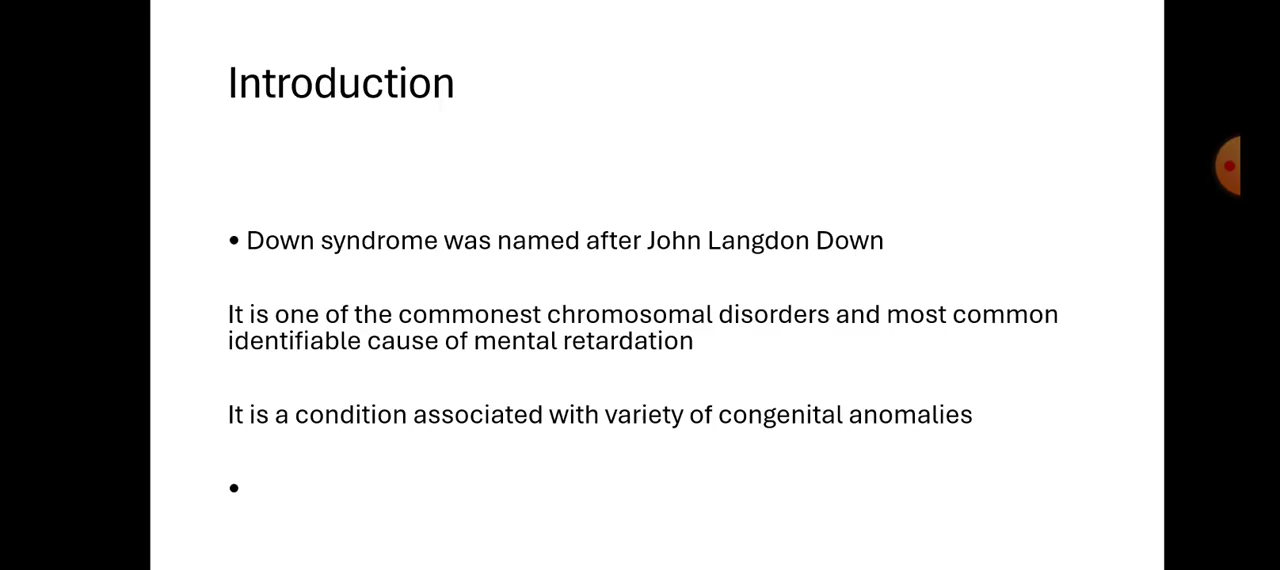 Introduction
• Down syndrome was named after John Langdon Down
It is one of the commonest chromosomal disorders and most common
identifiable cause of mental retardation
It is a condition associated with variety of congenital anomalies
•